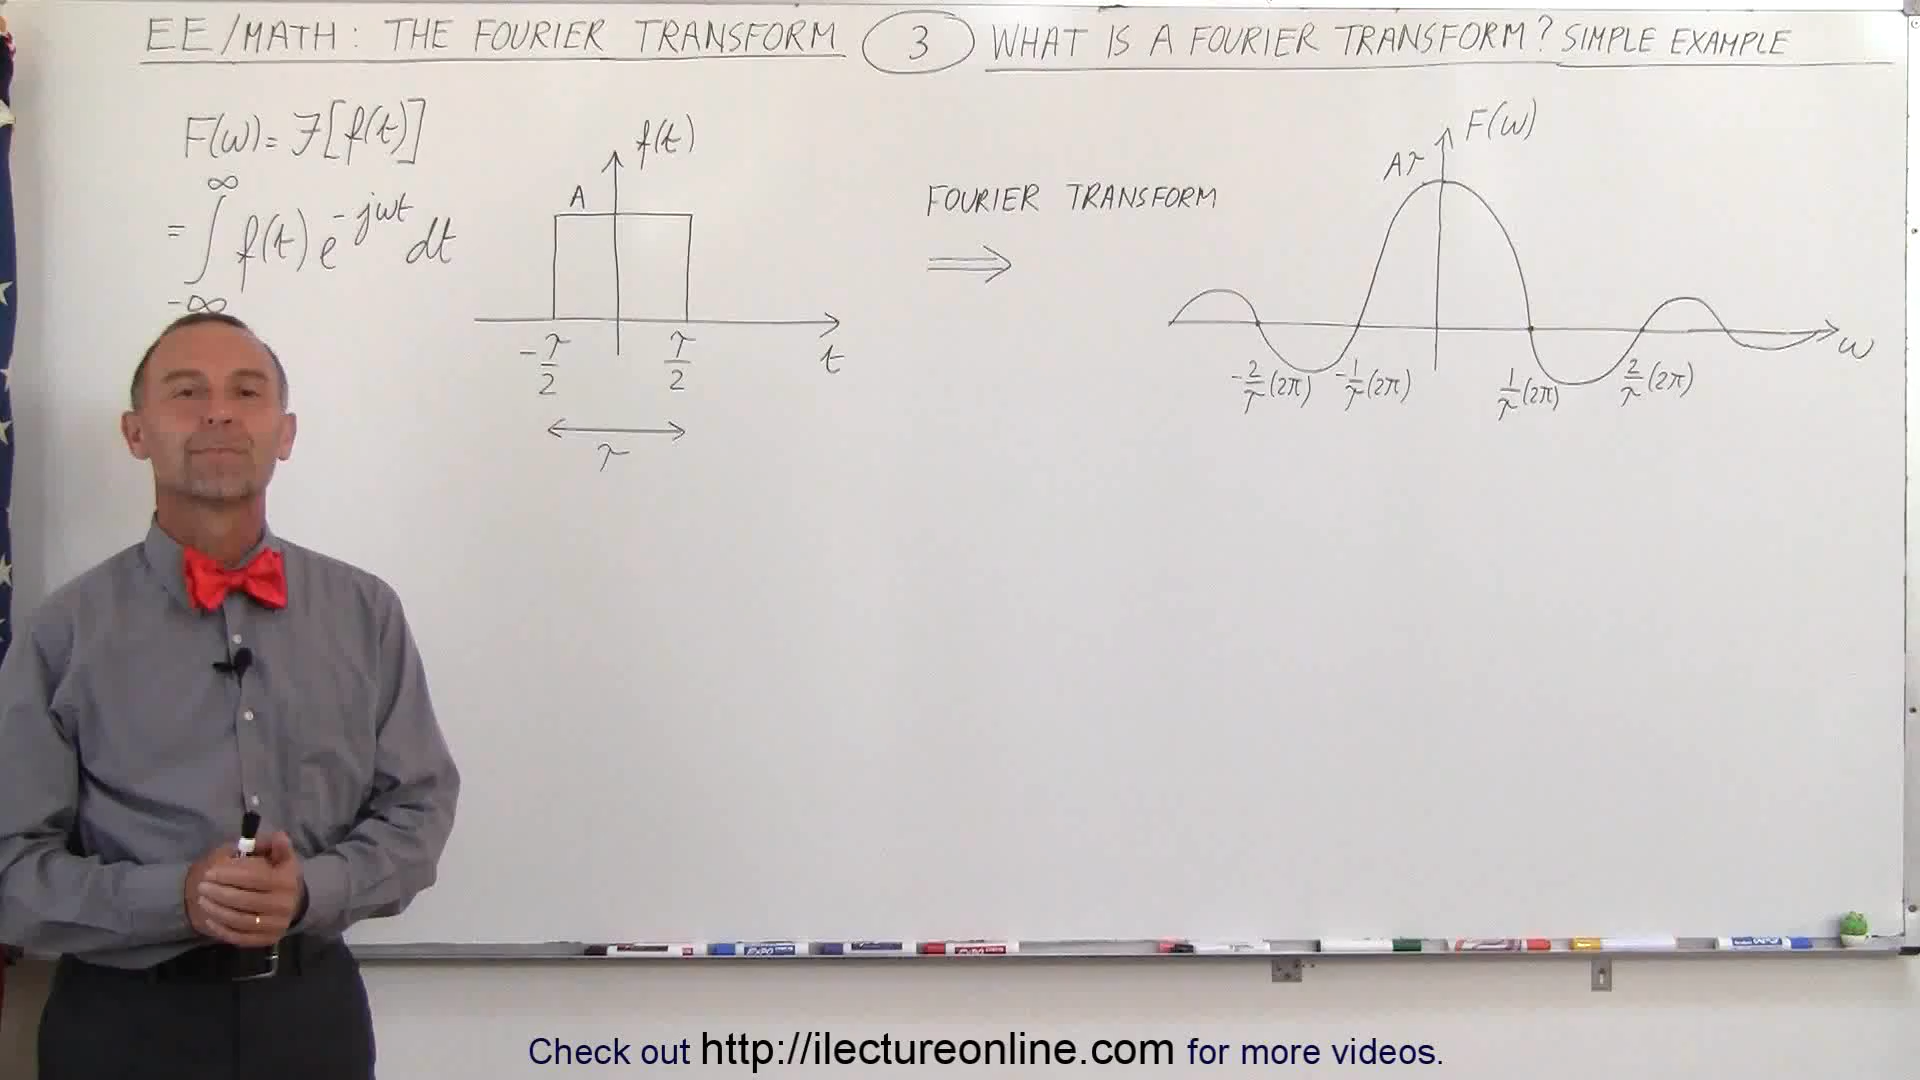 EE/MATH: THE FOURIER TRANSFORM 3 WHAT IS A FOURIER TRANSFORM? SIMPLE EXAMPLE
F(ω) = ℱ[f(t)]
= ∫_{-∞}^{∞} f(t) e^{-jωt} dt
f(t)
A
-τ/2
τ/2
t
τ
FOURIER TRANSFORM
⇒
F(ω)
Aτ
-2/τ (2π)
-1/τ (2π)
1/τ (2π)
2/τ (2π)
ω
Check out http://ilectureonline.com for more videos.